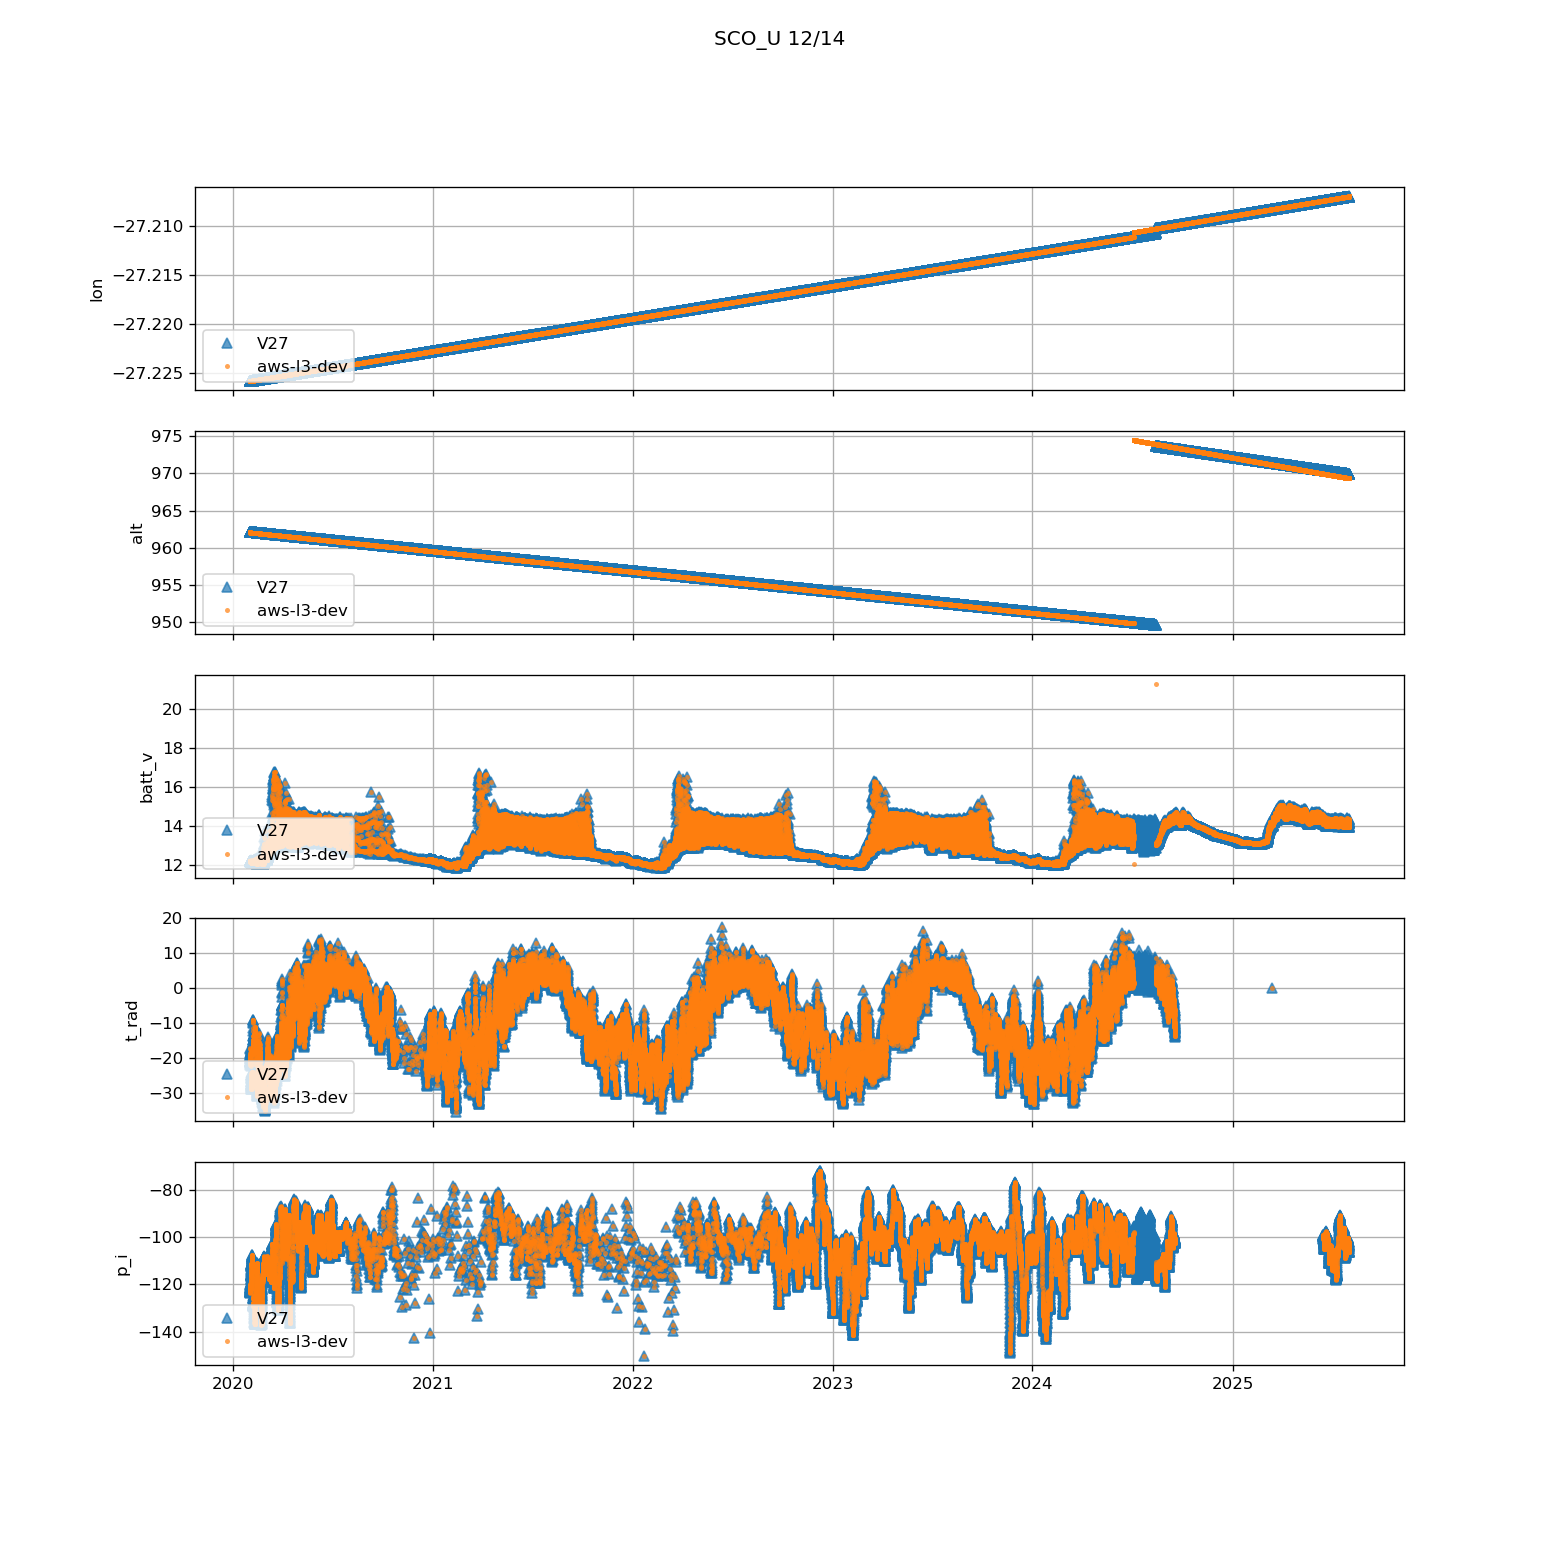 SCO_U 12/14
lon
−27.210
−27.215
−27.220
−27.225
V27
aws-l3-dev
alt
975
970
965
960
955
950
V27
aws-l3-dev
batt_v
20
18
16
14
12
V27
aws-l3-dev
t_rad
20
10
0
−10
−20
−30
V27
aws-l3-dev
p_i
−80
−100
−120
−140
V27
aws-l3-dev
2020 2021 2022 2023 2024 2025